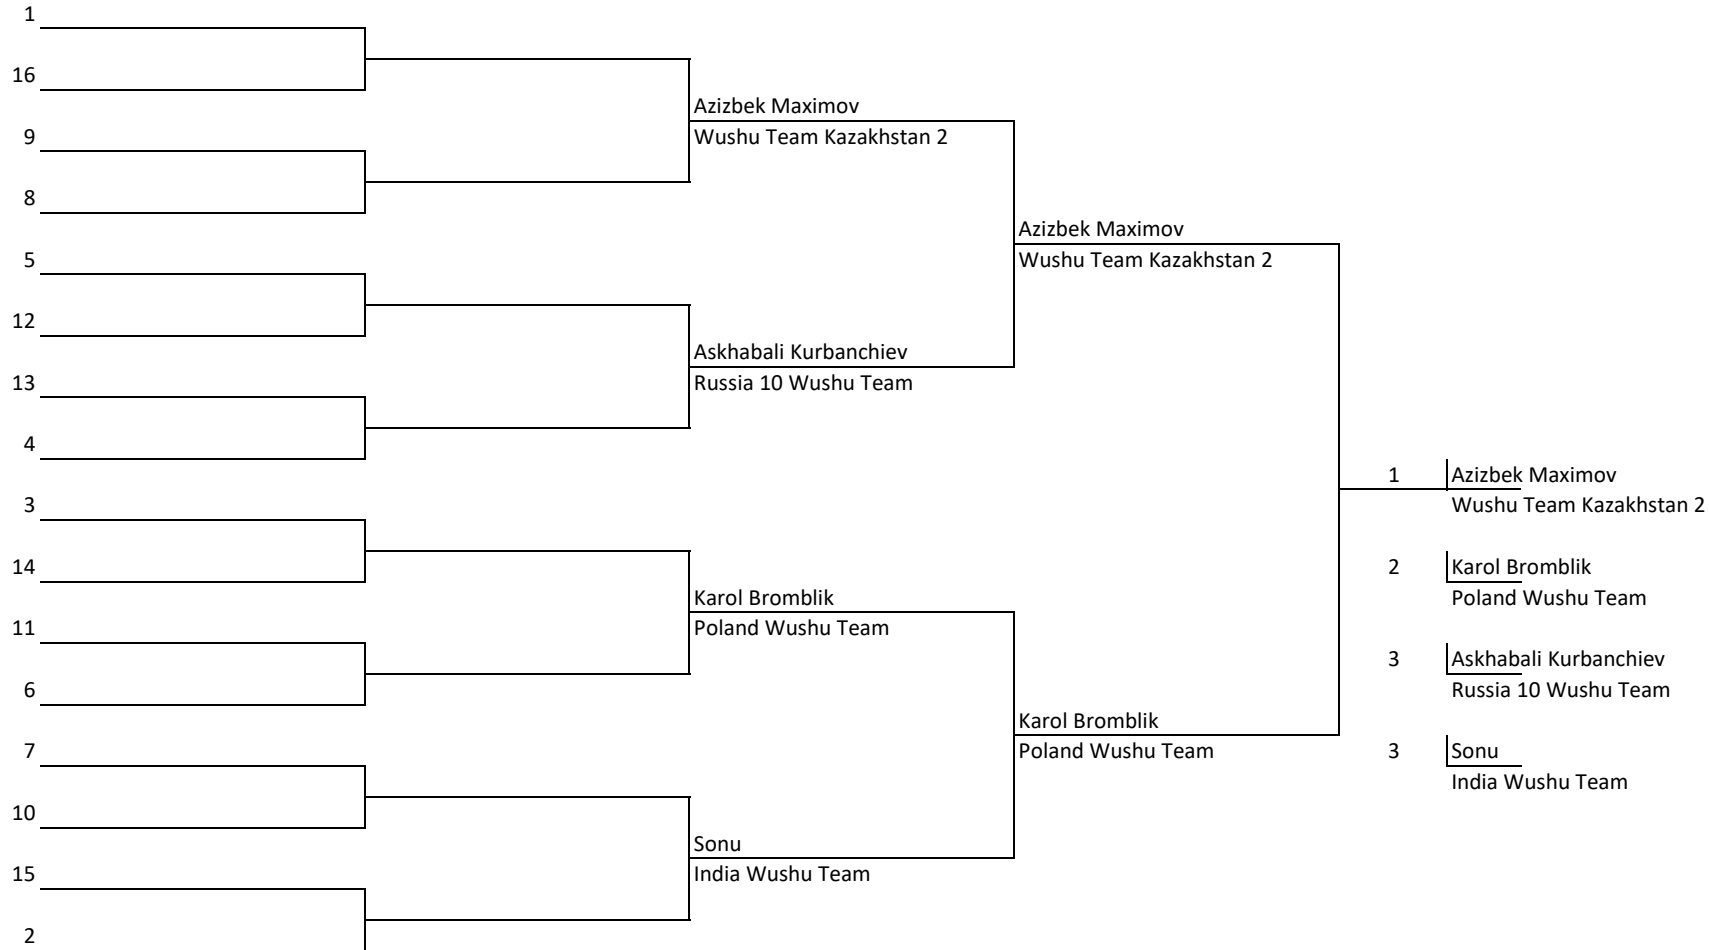 1
16
Azizbek Maximov
9
Wushu Team Kazakhstan 2
8
Azizbek Maximov
5
Wushu Team Kazakhstan 2
12
Askhabali Kurbanchiev
13
Russia 10 Wushu Team
4
1 Azizbek Maximov
3
Wushu Team Kazakhstan 2
14
2 Karol Bromblik
Karol Bromblik
Poland Wushu Team
11
Poland Wushu Team
3 Askhabali Kurbanchiev
6
Russia 10 Wushu Team
Karol Bromblik
7
Poland Wushu Team
3 Sonu
India Wushu Team
10
Sonu
15
India Wushu Team
2